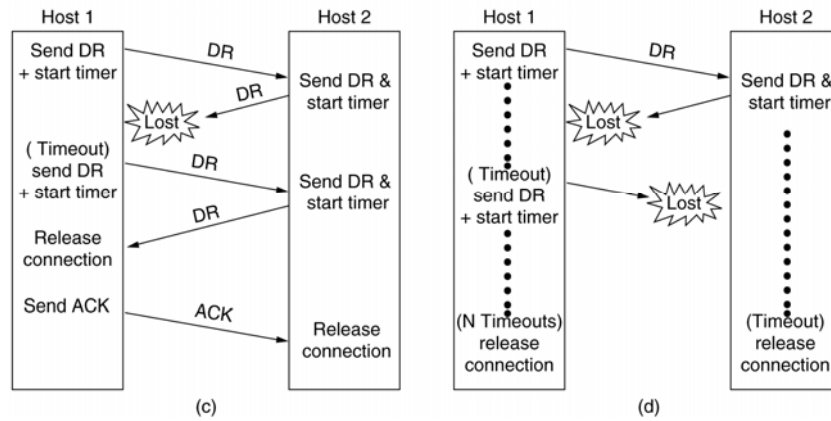 Host 1
Host 2
Send DR
+ start timer
DR
Send DR &
start timer
DR
Lost
( Timeout)
send DR
+ start timer
DR
Send DR &
start timer
DR
Release
connection
Send ACK
ACK
Release
connection
(c)
Host 1
Host 2
Send DR
+ start timer
DR
Send DR &
start timer
Lost
( Timeout)
send DR
+ start timer
Lost
(N Timeouts)
release
connection
(Timeout)
release
connection
(d)